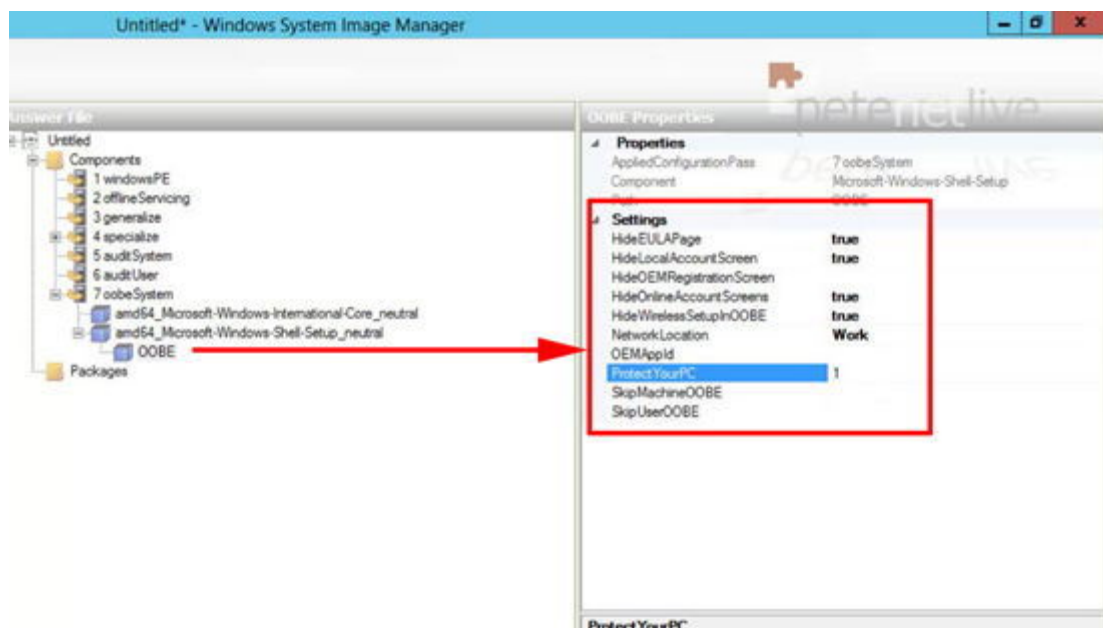 Untitled* - Windows System Image Manager
petenetlive
Answer File
Untitled
Components
1 windowsPE
2 offlineServicing
3 generalize
4 specialize
5 auditSystem
6 auditUser
7 oobeSystem
amd64_Microsoft-Windows-International-Core_neutral
amd64_Microsoft-Windows-Shell-Setup_neutral
OOBE
Packages
OOBE Properties
Properties
AppliedConfigurationPass 7 oobeSystem
Component Microsoft-Windows-Shell-Setup
Path OOBE
Settings
HideEULAPage true
HideLocalAccountScreen true
HideOEMRegistrationScreen
HideOnlineAccountScreens true
HideWirelessSetupInOOBE true
NetworkLocation Work
OEMAppId
ProtectYourPC 1
SkipMachineOOBE
SkipUserOOBE
ProtectYourPC